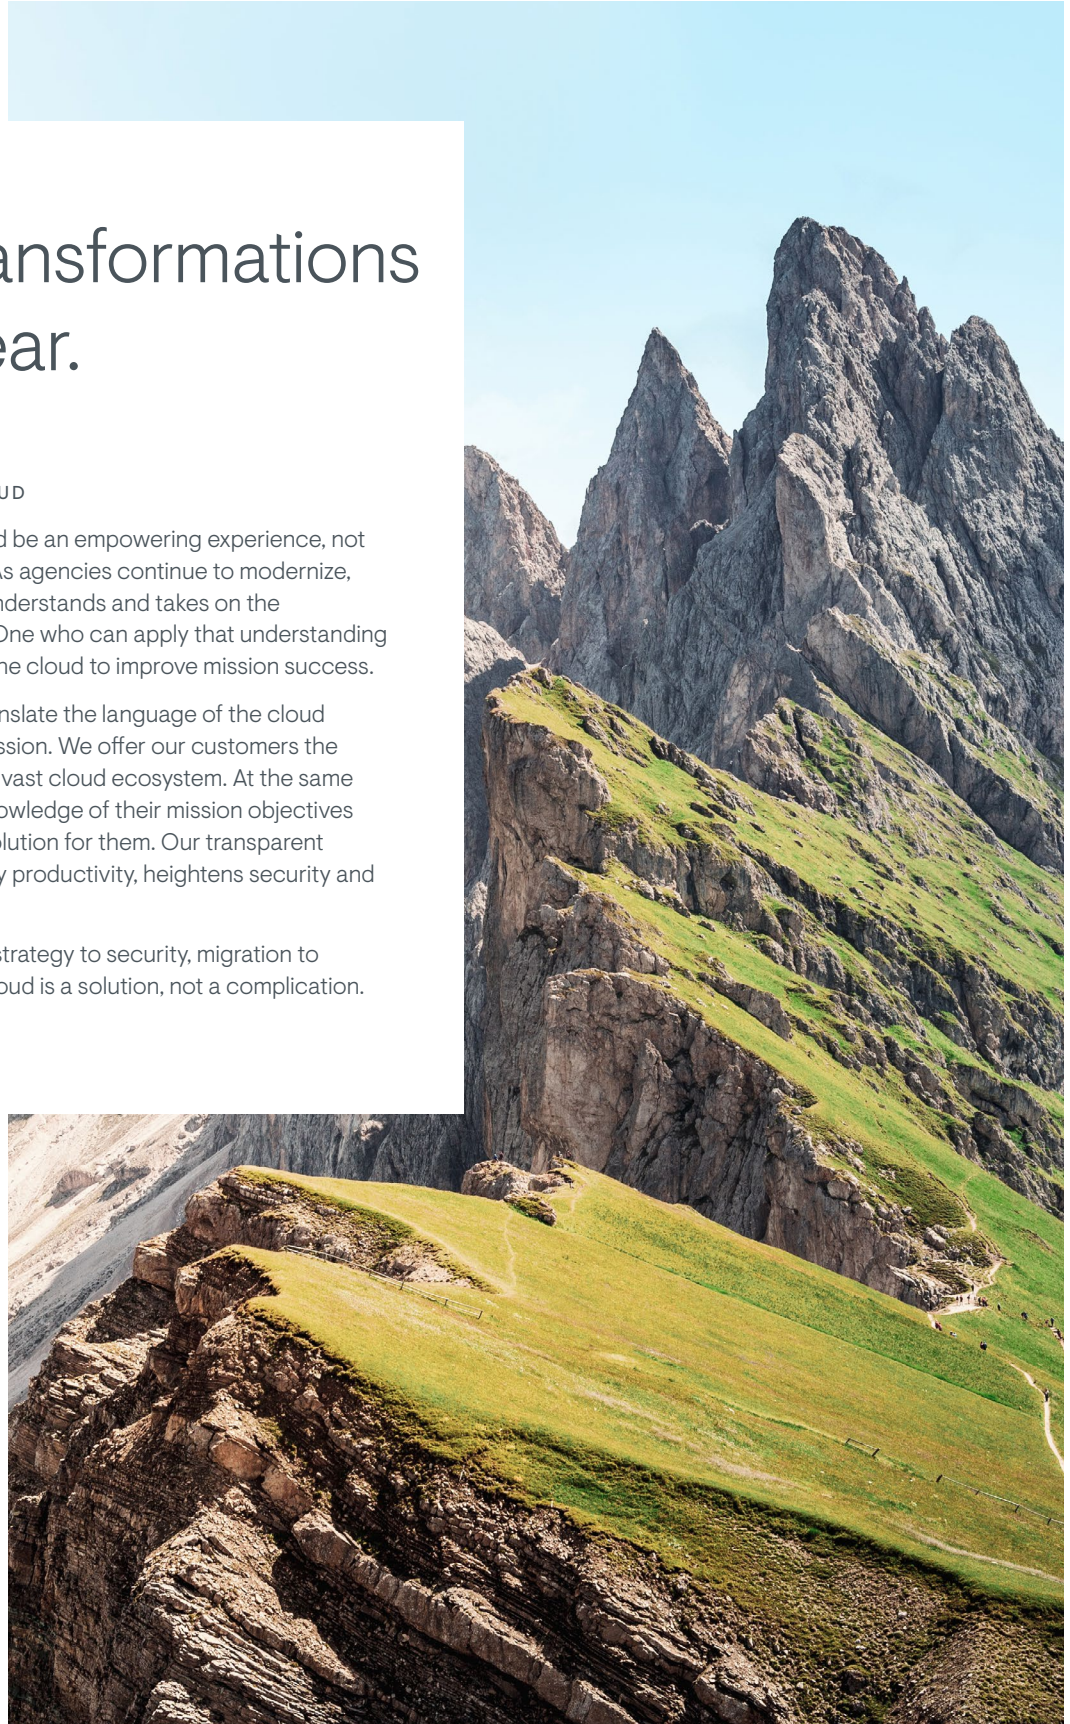 ansformations
ear.
UD
d be an empowering experience, not
As agencies continue to modernize,
nderstands and takes on the
One who can apply that understanding
he cloud to improve mission success.
nslate the language of the cloud
ssion. We offer our customers the
vast cloud ecosystem. At the same
owledge of their mission objectives
olution for them. Our transparent
y productivity, heightens security and
strategy to security, migration to
oud is a solution, not a complication.